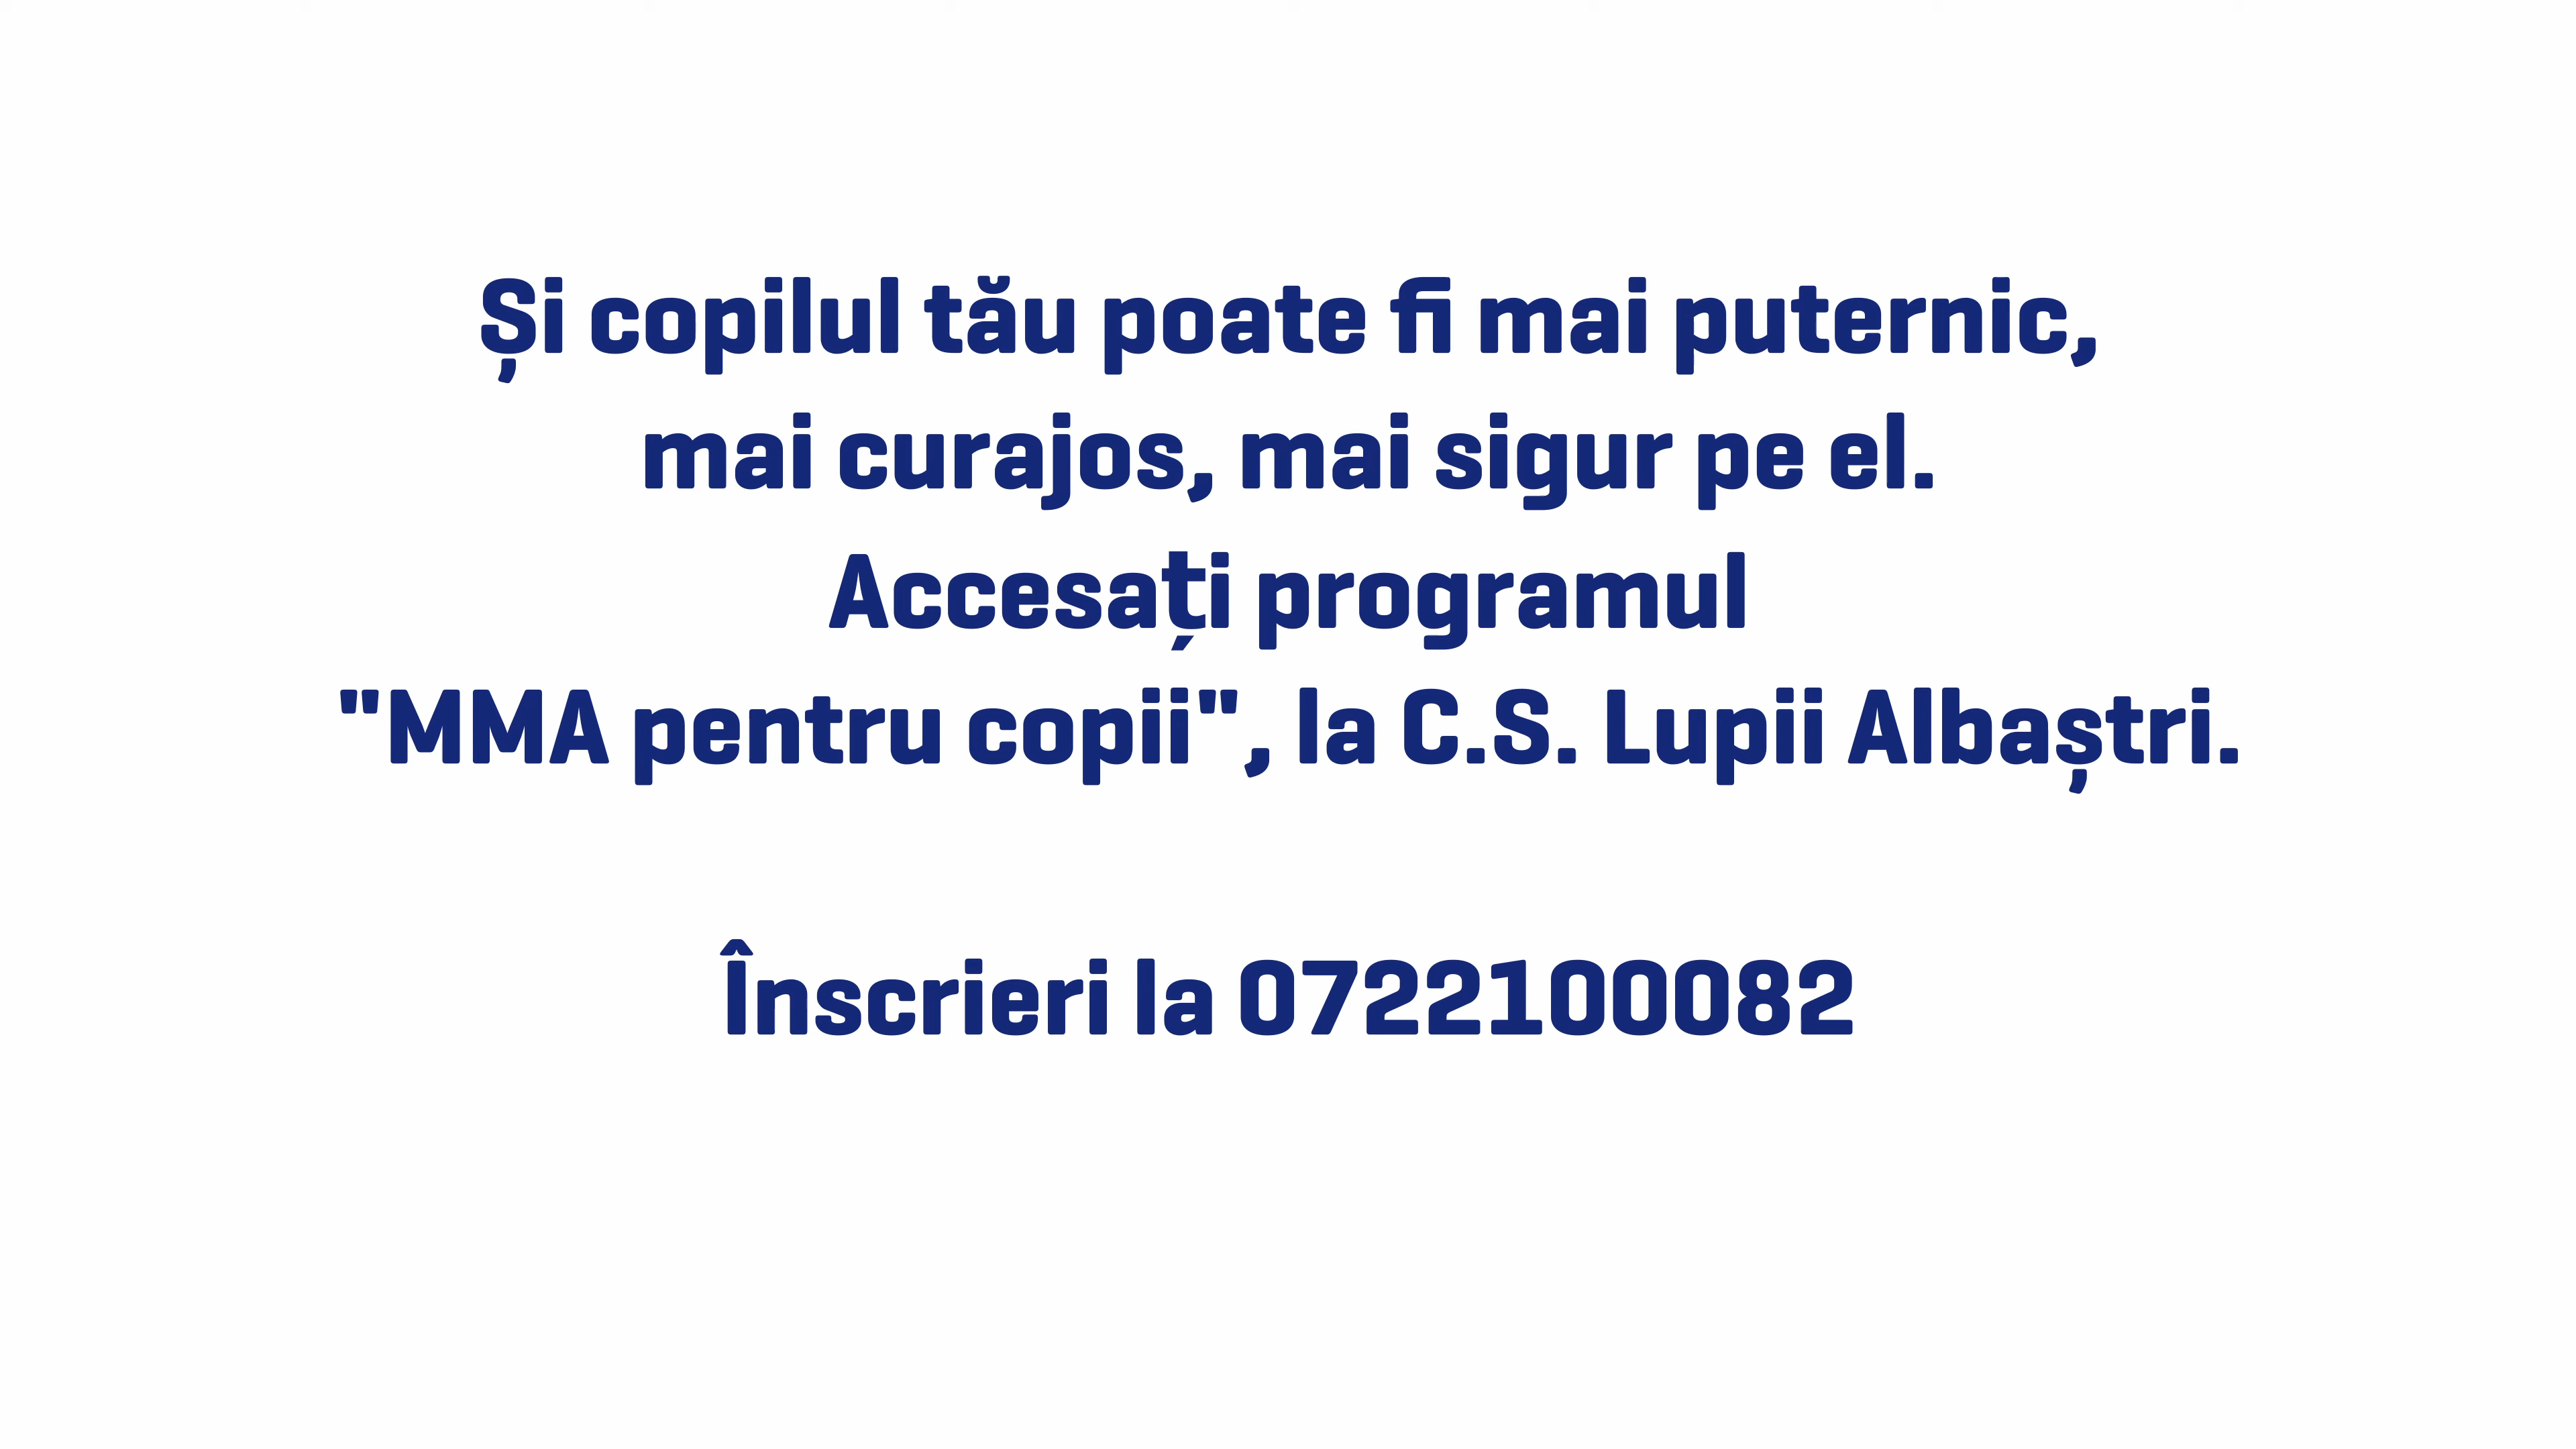 Și copilul tău poate fi mai puternic,
mai curajos, mai sigur pe el.
Accesați programul
"MMA pentru copii", la C.S. Lupii Albaștri.
Înscrieri la 0722100082